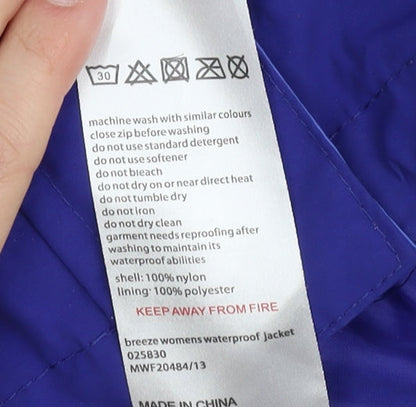 30
machine wash with similar colours
close zip before washing
do not use standard detergent
do not use softener
do not bleach
do not dry on or near direct heat
do not tumble dry
do not iron
do not dry clean
garment needs reproofing after
washing to maintain its
waterproof abilities
shell: 100% nylon
lining: 100% polyester
KEEP AWAY FROM FIRE
breeze womens waterproof jacket
025830
MWF20484/13
MADE IN CHINA